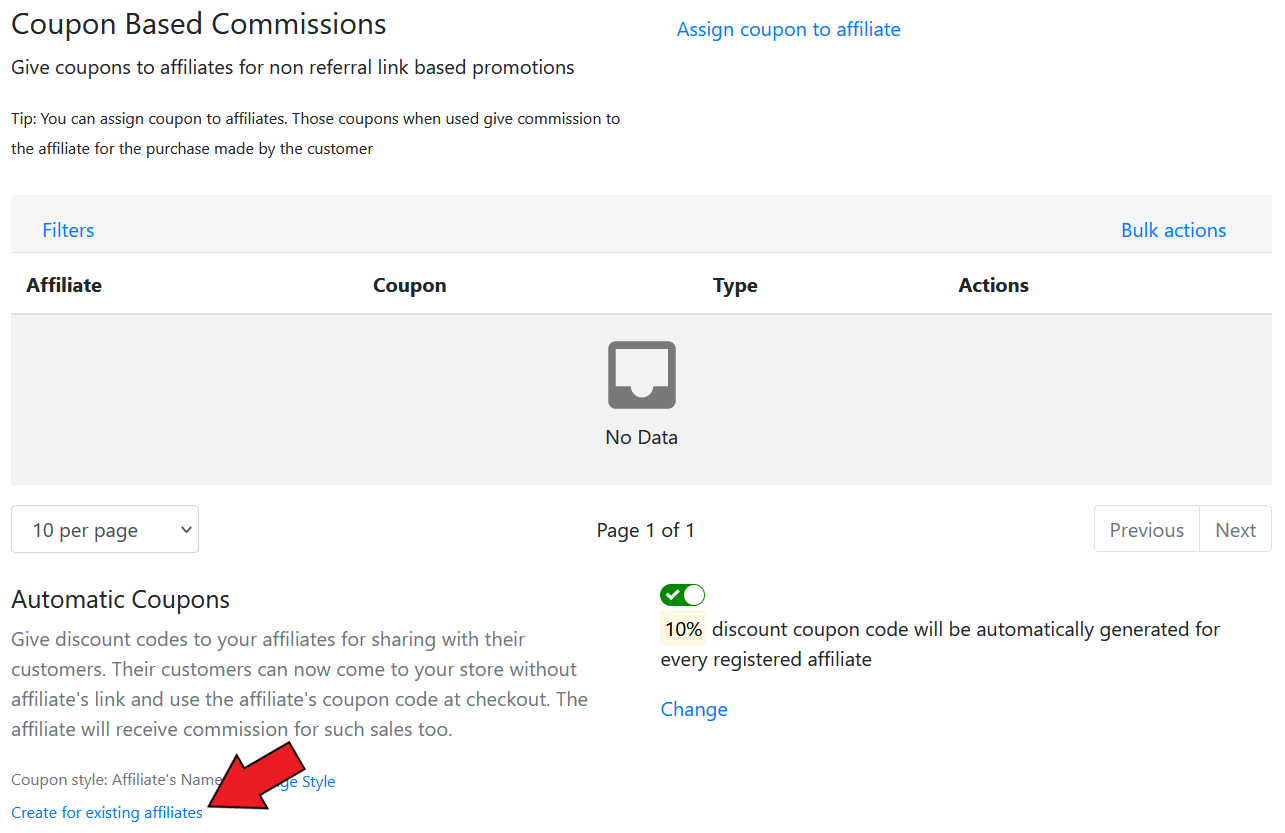 Coupon Based Commissions
Assign coupon to affiliate
Give coupons to affiliates for non referral link based promotions
Tip: You can assign coupon to affiliates. Those coupons when used give commission to
the affiliate for the purchase made by the customer
Filters
Bulk actions
Affiliate Coupon Type Actions
No Data
10 per page
Page 1 of 1
Previous Next
Automatic Coupons
Give discount codes to your affiliates for sharing with their
customers. Their customers can now come to your store without
affiliate's link and use the affiliate's coupon code at checkout. The
affiliate will receive commission for such sales too.
10% discount coupon code will be automatically generated for
every registered affiliate
Change
Coupon style: Affiliate's Name
Style
Create for existing affiliates